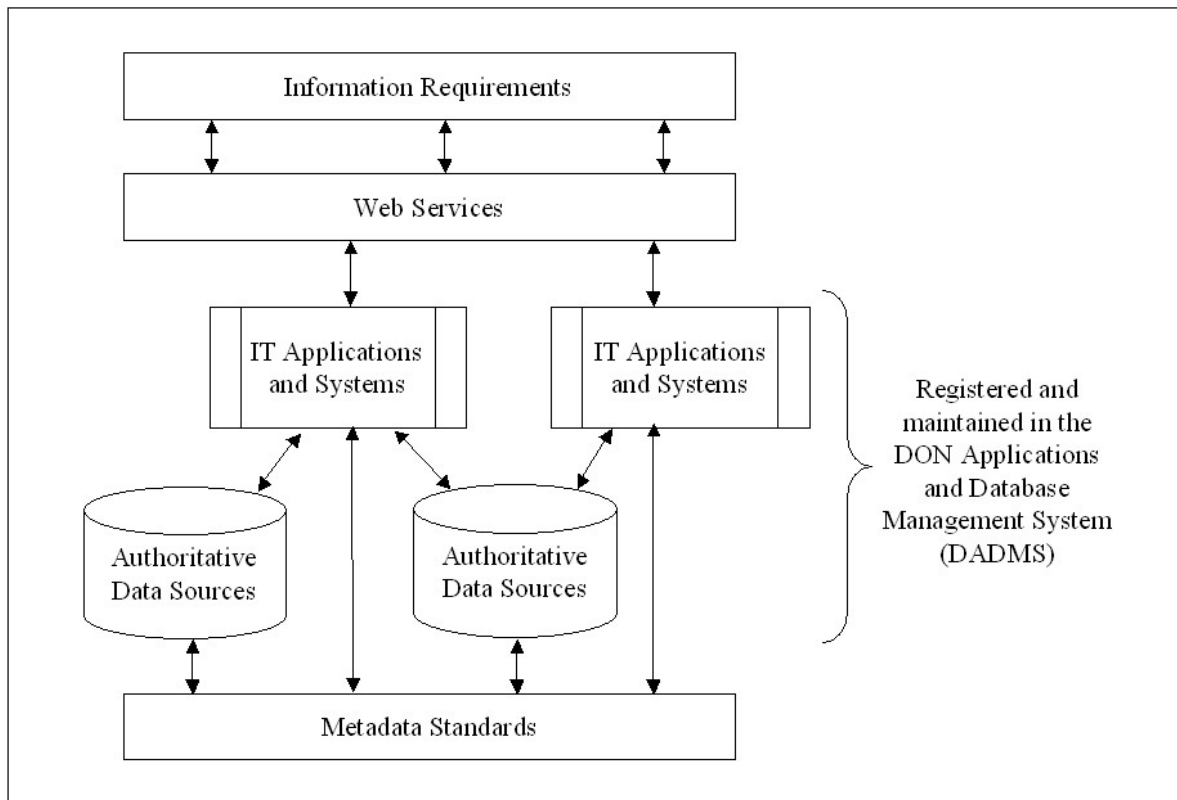 Information Requirements
Web Services
IT Applications
and Systems
IT Applications
and Systems
Registered and
maintained in the
DON Applications
and Database
Management System
(DADMS)
Authoritative
Data Sources
Authoritative
Data Sources
Metadata Standards